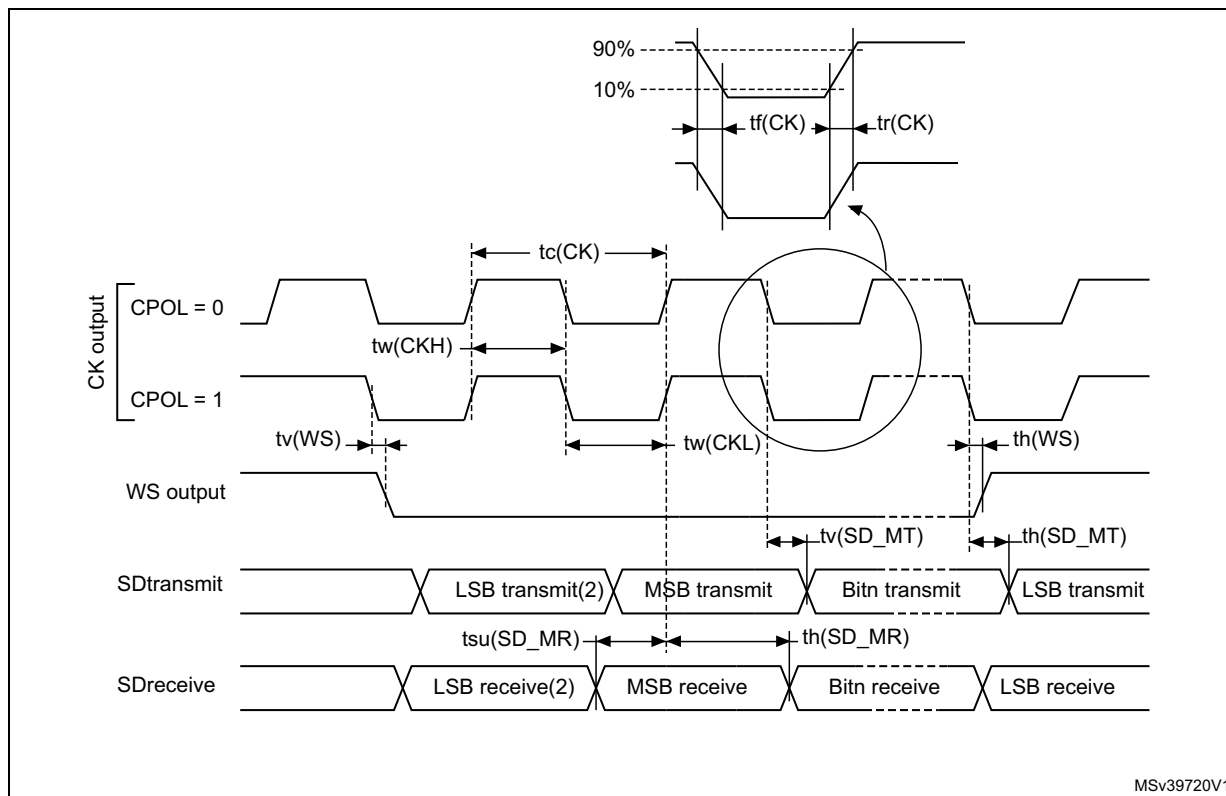 90%
10%
tf(CK)
tr(CK)
tc(CK)
CK output
CPOL = 0
tw(CKH)
CPOL = 1
tv(WS)
tw(CKL)
th(WS)
WS output
tv(SD_MT)
th(SD_MT)
SDtransmit
LSB transmit(2)
MSB transmit
Bitn transmit
LSB transmit
tsu(SD_MR)
th(SD_MR)
SDreceive
LSB receive(2)
MSB receive
Bitn receive
LSB receive
MSv39720V1